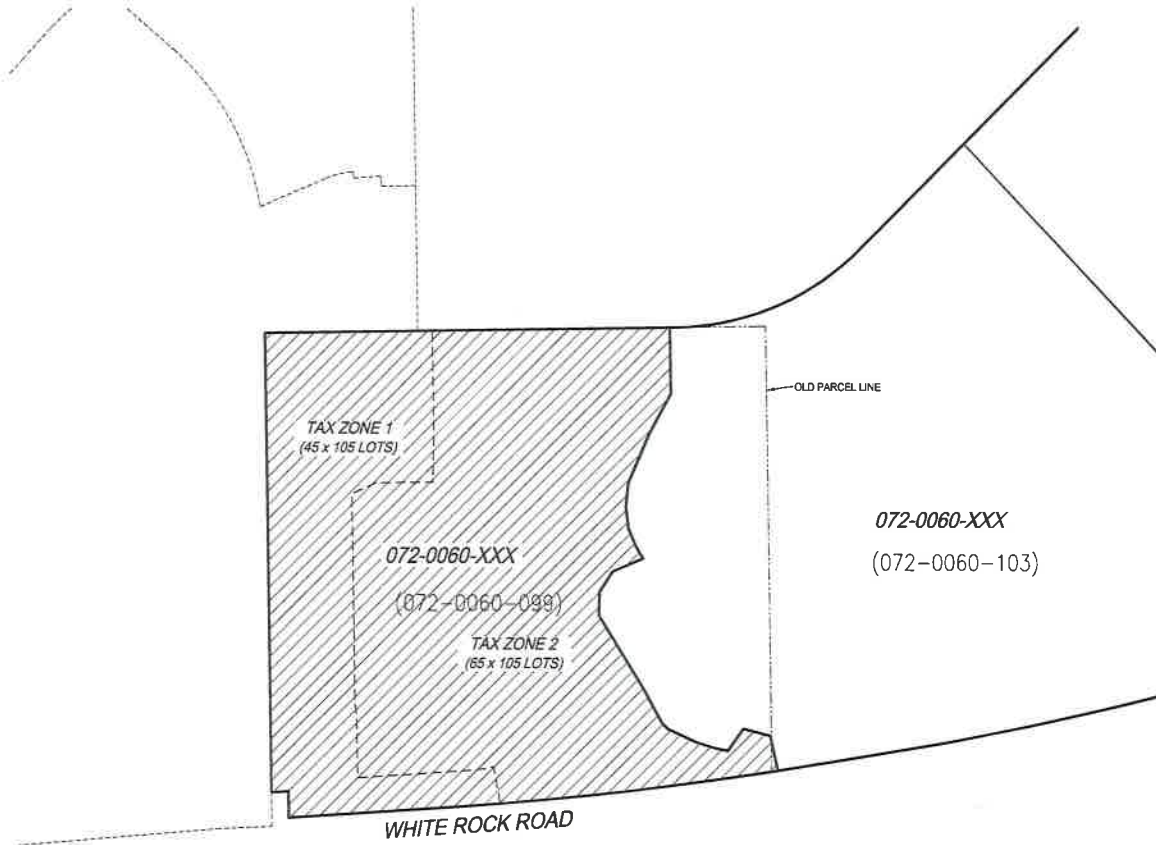 OLD PARCEL LINE
TAX ZONE 1
(45 x 105 LOTS)
072-0060-XXX
(072-0060-103)
072-0060-XXX
(072-0060-099)
TAX ZONE 2
(65 x 105 LOTS)
WHITE ROCK ROAD